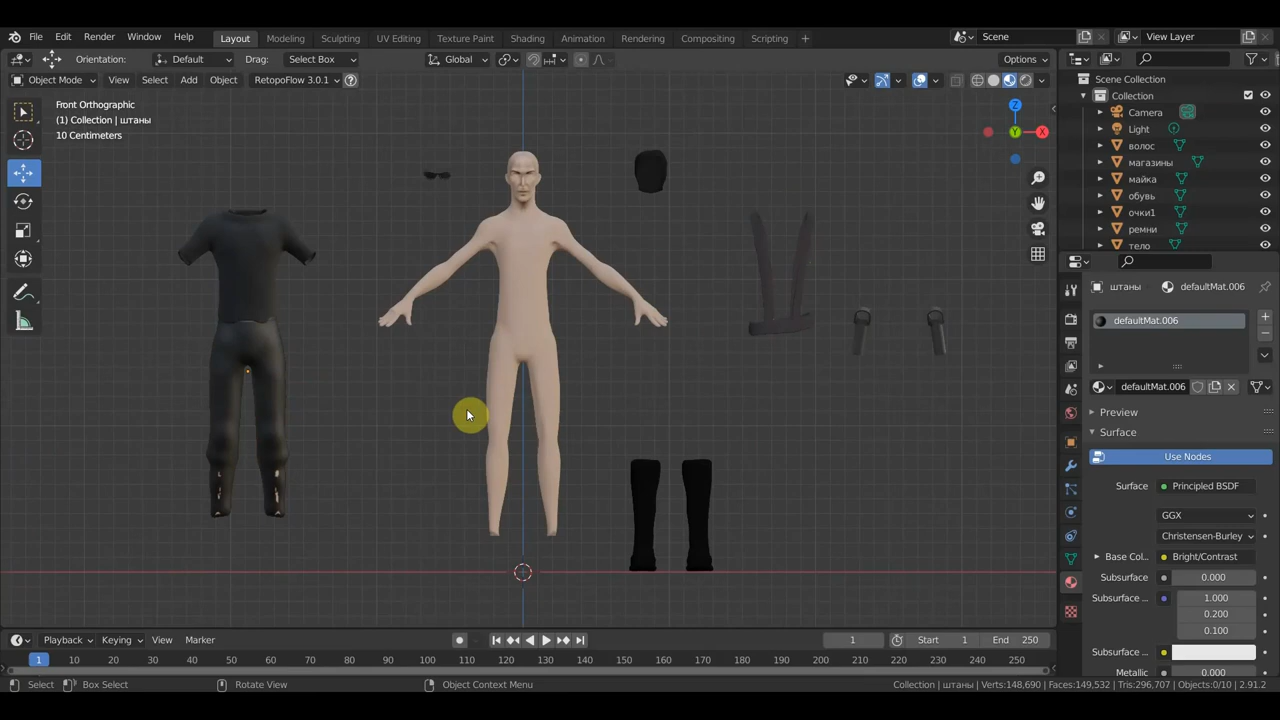 File Edit Render Window Help Layout Modeling Sculpting UV Editing Texture Paint Shading Animation Rendering Compositing Scripting + Scene View Layer
Orientation: Default Drag: Select Box Global Options
Object Mode View Select Add Object RetopoFlow 3.0.1 ?
Scene Collection
Collection
Camera
Light
волос
магазины
майка
обувь
очки1
ремни
тело
Front Orthographic
(1) Collection | штаны
10 Centimeters
Z
Y
X
штаны defaultMat.006
defaultMat.006
defaultMat.006
Preview
Surface
Use Nodes
Surface Principled BSDF
GGX
Christensen-Burley
Base Col... Bright/Contrast
Subsurface 0.000
Subsurface ... 1.000
0.200
0.100
Subsurface ...
Metallic 0.000
Playback Keying View Marker 1 Start 1 End 250
1 10 20 30 40 50 60 70 80 90 100 110 120 130 140 150 160 170 180 190 200 210 220 230 240 250
Select Box Select Rotate View Object Context Menu Collection | штаны | Verts:148,690 | Faces:149,532 | Tris:296,707 | Objects:0/10 | 2.91.2